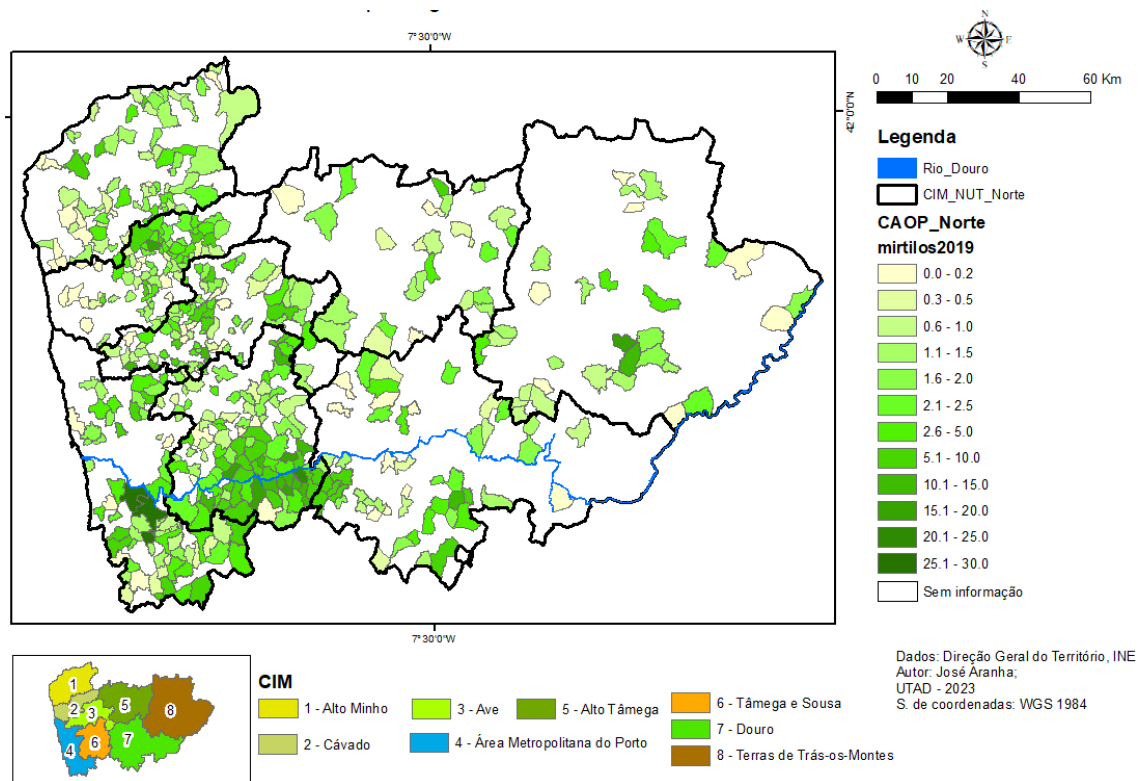 7°30'0"W
N
W E
S
0 10 20 40 60 Km
42°0'0"N
Legenda
Rio_Douro
CIM_NUT_Norte
CAOP_Norte
mirtilos2019
0.0 - 0.2
0.3 - 0.5
0.6 - 1.0
1.1 - 1.5
1.6 - 2.0
2.1 - 2.5
2.6 - 5.0
5.1 - 10.0
10.1 - 15.0
15.1 - 20.0
20.1 - 25.0
25.1 - 30.0
Sem informação
7°30'0"W
Dados: Direção Geral do Território, INE
Autor: José Aranha;
UTAD - 2023
S. de coordenadas: WGS 1984
1
2
3
4
5
6
7
8
CIM
1 - Alto Minho
2 - Cávado
3 - Ave
4 - Área Metropolitana do Porto
5 - Alto Tâmega
6 - Tâmega e Sousa
7 - Douro
8 - Terras de Trás-os-Montes